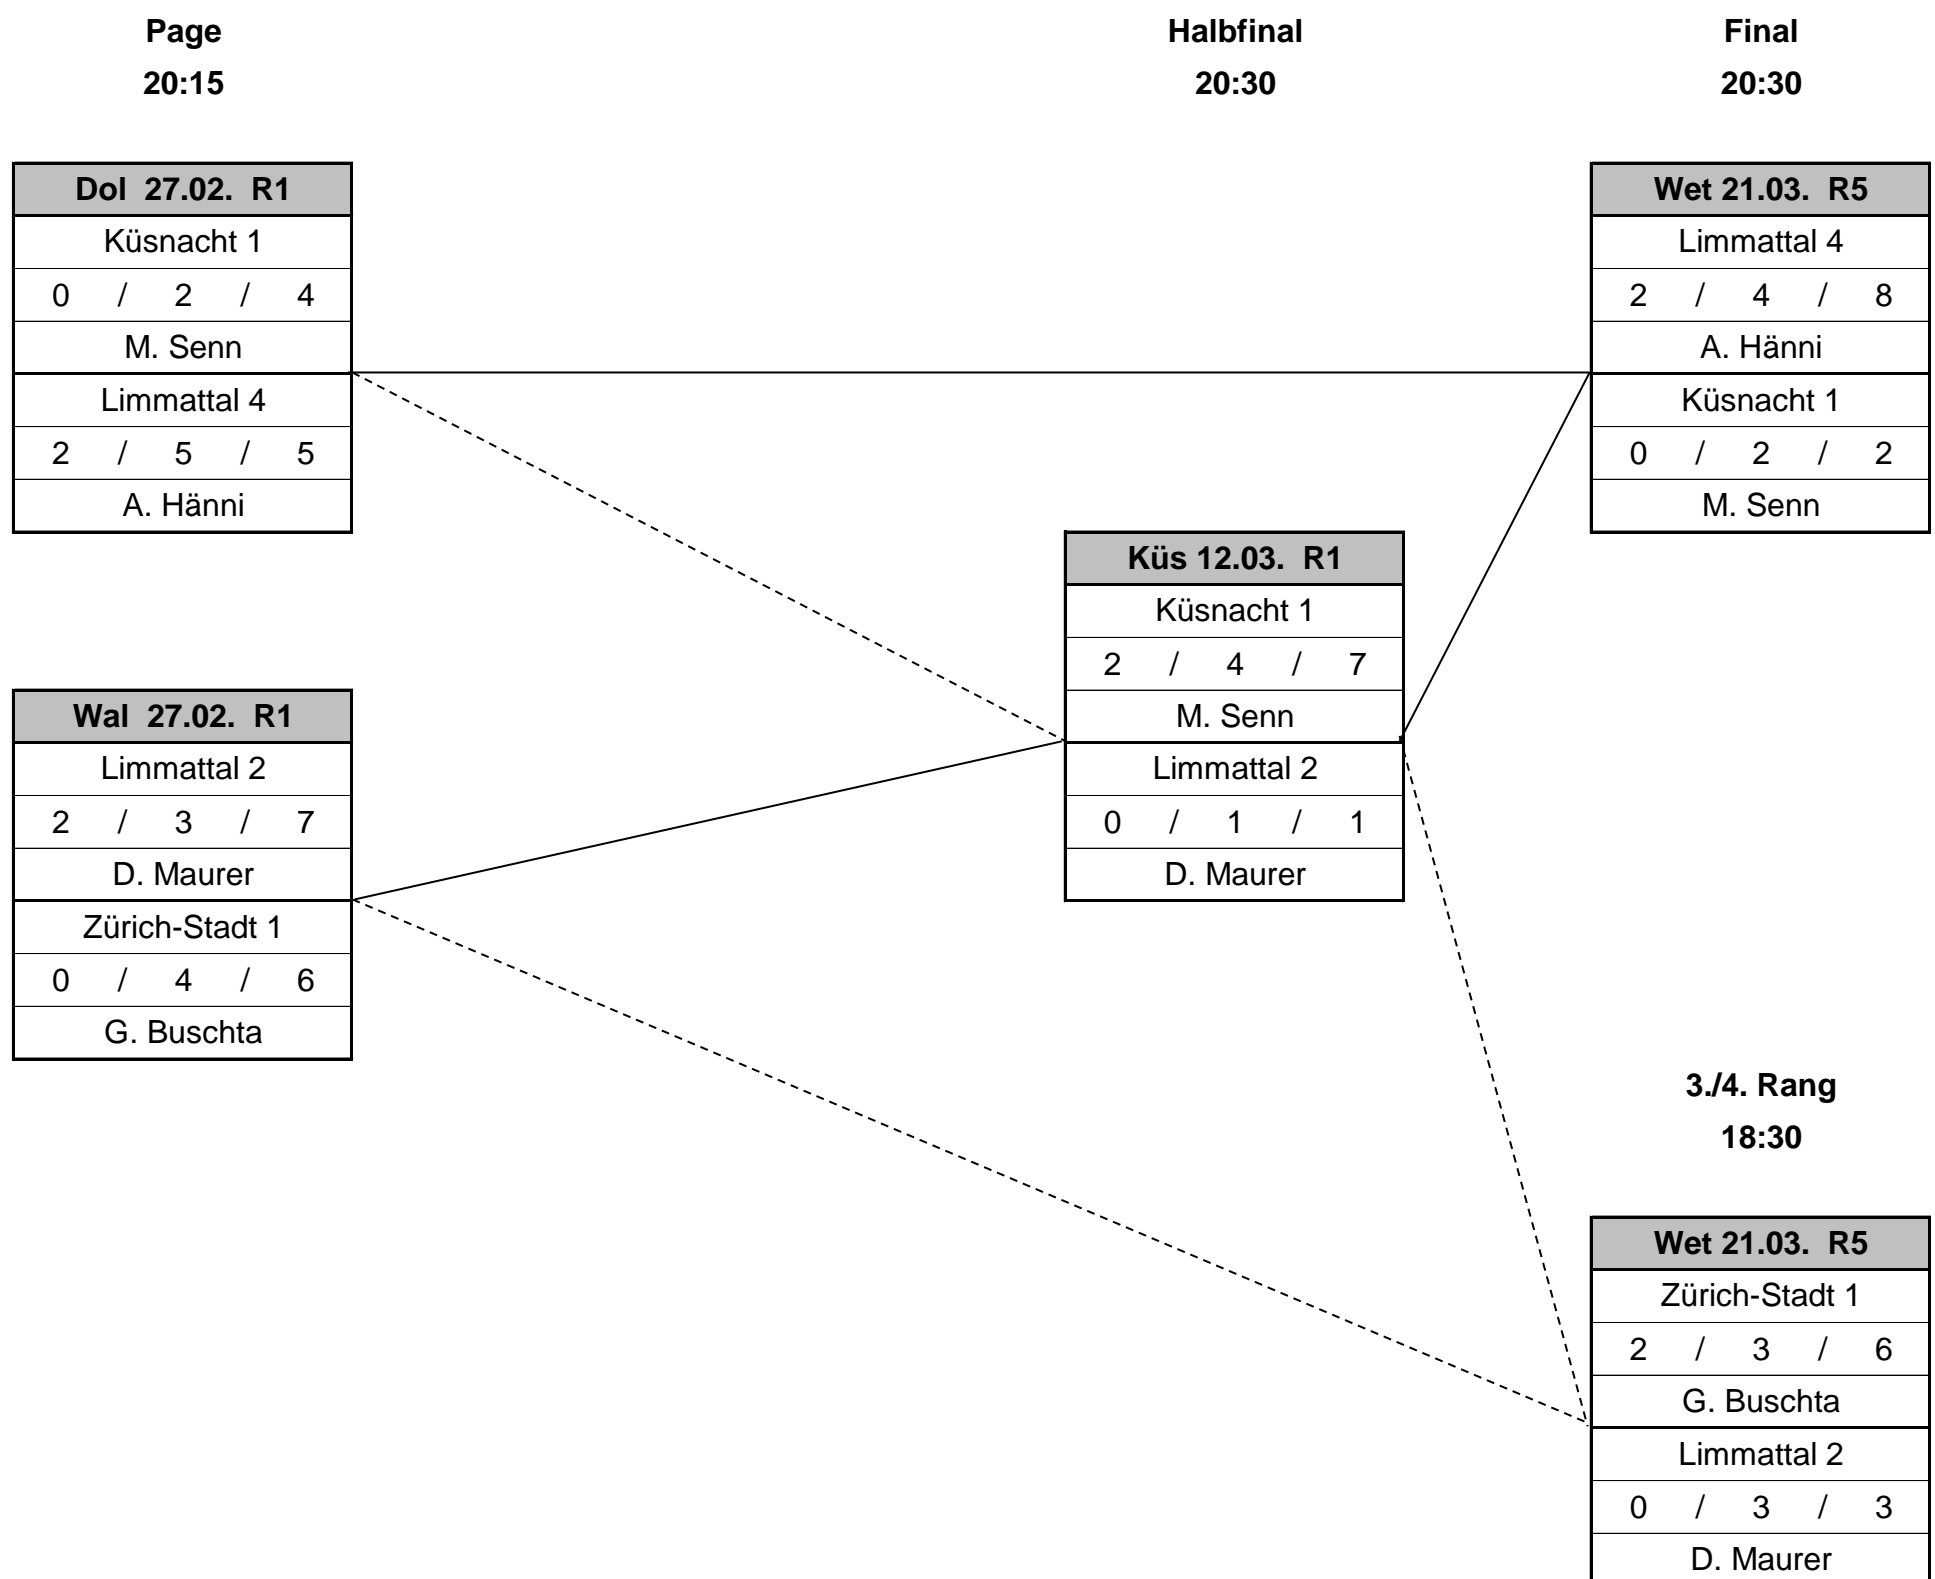 Page
20:15
Halbfinal
20:30
Final
20:30
Dol 27.02. R1
Küsnacht 1
0 / 2 / 4
M. Senn
Limmattal 4
2 / 5 / 5
A. Hänni
Wal 27.02. R1
Limmattal 2
2 / 3 / 7
D. Maurer
Zürich-Stadt 1
0 / 4 / 6
G. Buschta
Küs 12.03. R1
Küsnacht 1
2 / 4 / 7
M. Senn
Limmattal 2
0 / 1 / 1
D. Maurer
Wet 21.03. R5
Limmattal 4
2 / 4 / 8
A. Hänni
Küsnacht 1
0 / 2 / 2
M. Senn
3./4. Rang
18:30
Wet 21.03. R5
Zürich-Stadt 1
2 / 3 / 6
G. Buschta
Limmattal 2
0 / 3 / 3
D. Maurer